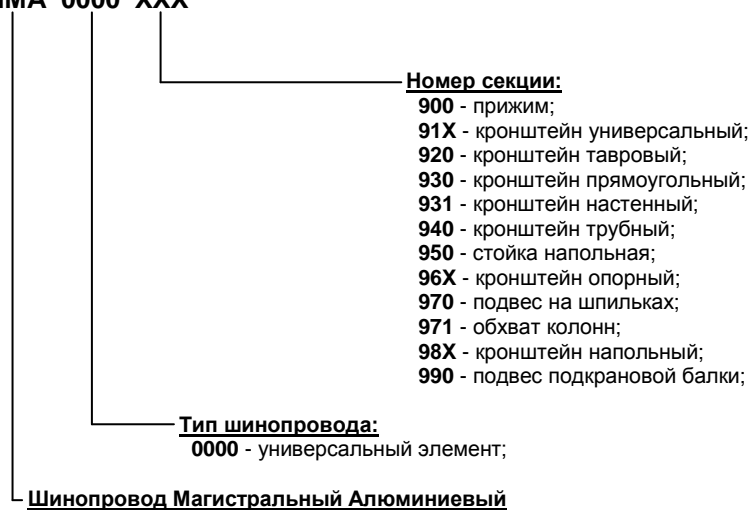 ШМА 0000 XXX
Номер секции:
900 - прижим;
91X - кронштейн универсальный;
920 - кронштейн тавровый;
930 - кронштейн прямоугольный;
931 - кронштейн настенный;
940 - кронштейн трубный;
950 - стойка напольная;
96X - кронштейн опорный;
970 - подвес на шпильках;
971 - обхват колонн;
98X - кронштейн напольный;
990 - подвес подкрановой балки;
Тип шинопровода:
0000 - универсальный элемент;
Шинопровод Магистральный Алюминиевый